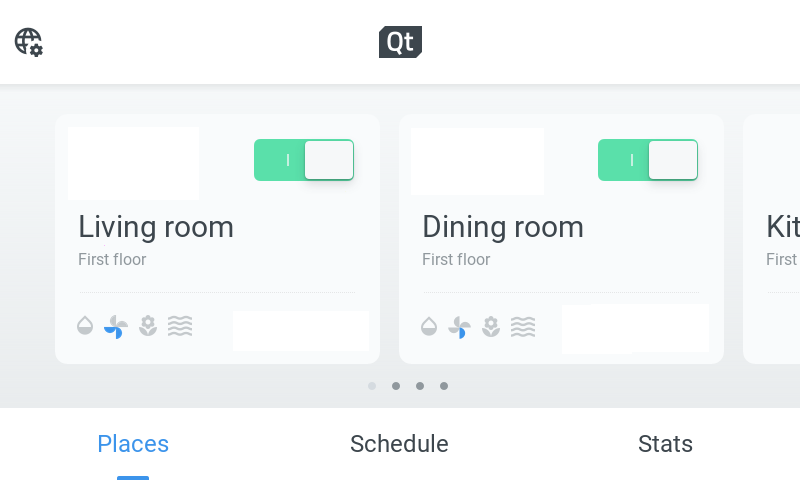 Qt
Living room
First floor
Dining room
First floor
Kit
First
Places
Schedule
Stats